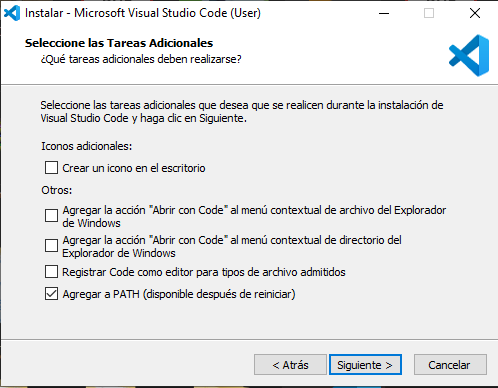 Instalar - Microsoft Visual Studio Code (User)
Seleccione las Tareas Adicionales
¿Qué tareas adicionales deben realizarse?
Seleccione las tareas adicionales que desea que se realicen durante la instalación de
Visual Studio Code y haga clic en Siguiente.
Iconos adicionales:
Crear un icono en el escritorio
Otros:
Agregar la acción "Abrir con Code" al menú contextual de archivo del Explorador
de Windows
Agregar la acción "Abrir con Code" al menú contextual de directorio del
Explorador de Windows
Registrar Code como editor para tipos de archivo admitidos
Agregar a PATH (disponible después de reiniciar)
< Atrás Siguiente > Cancelar